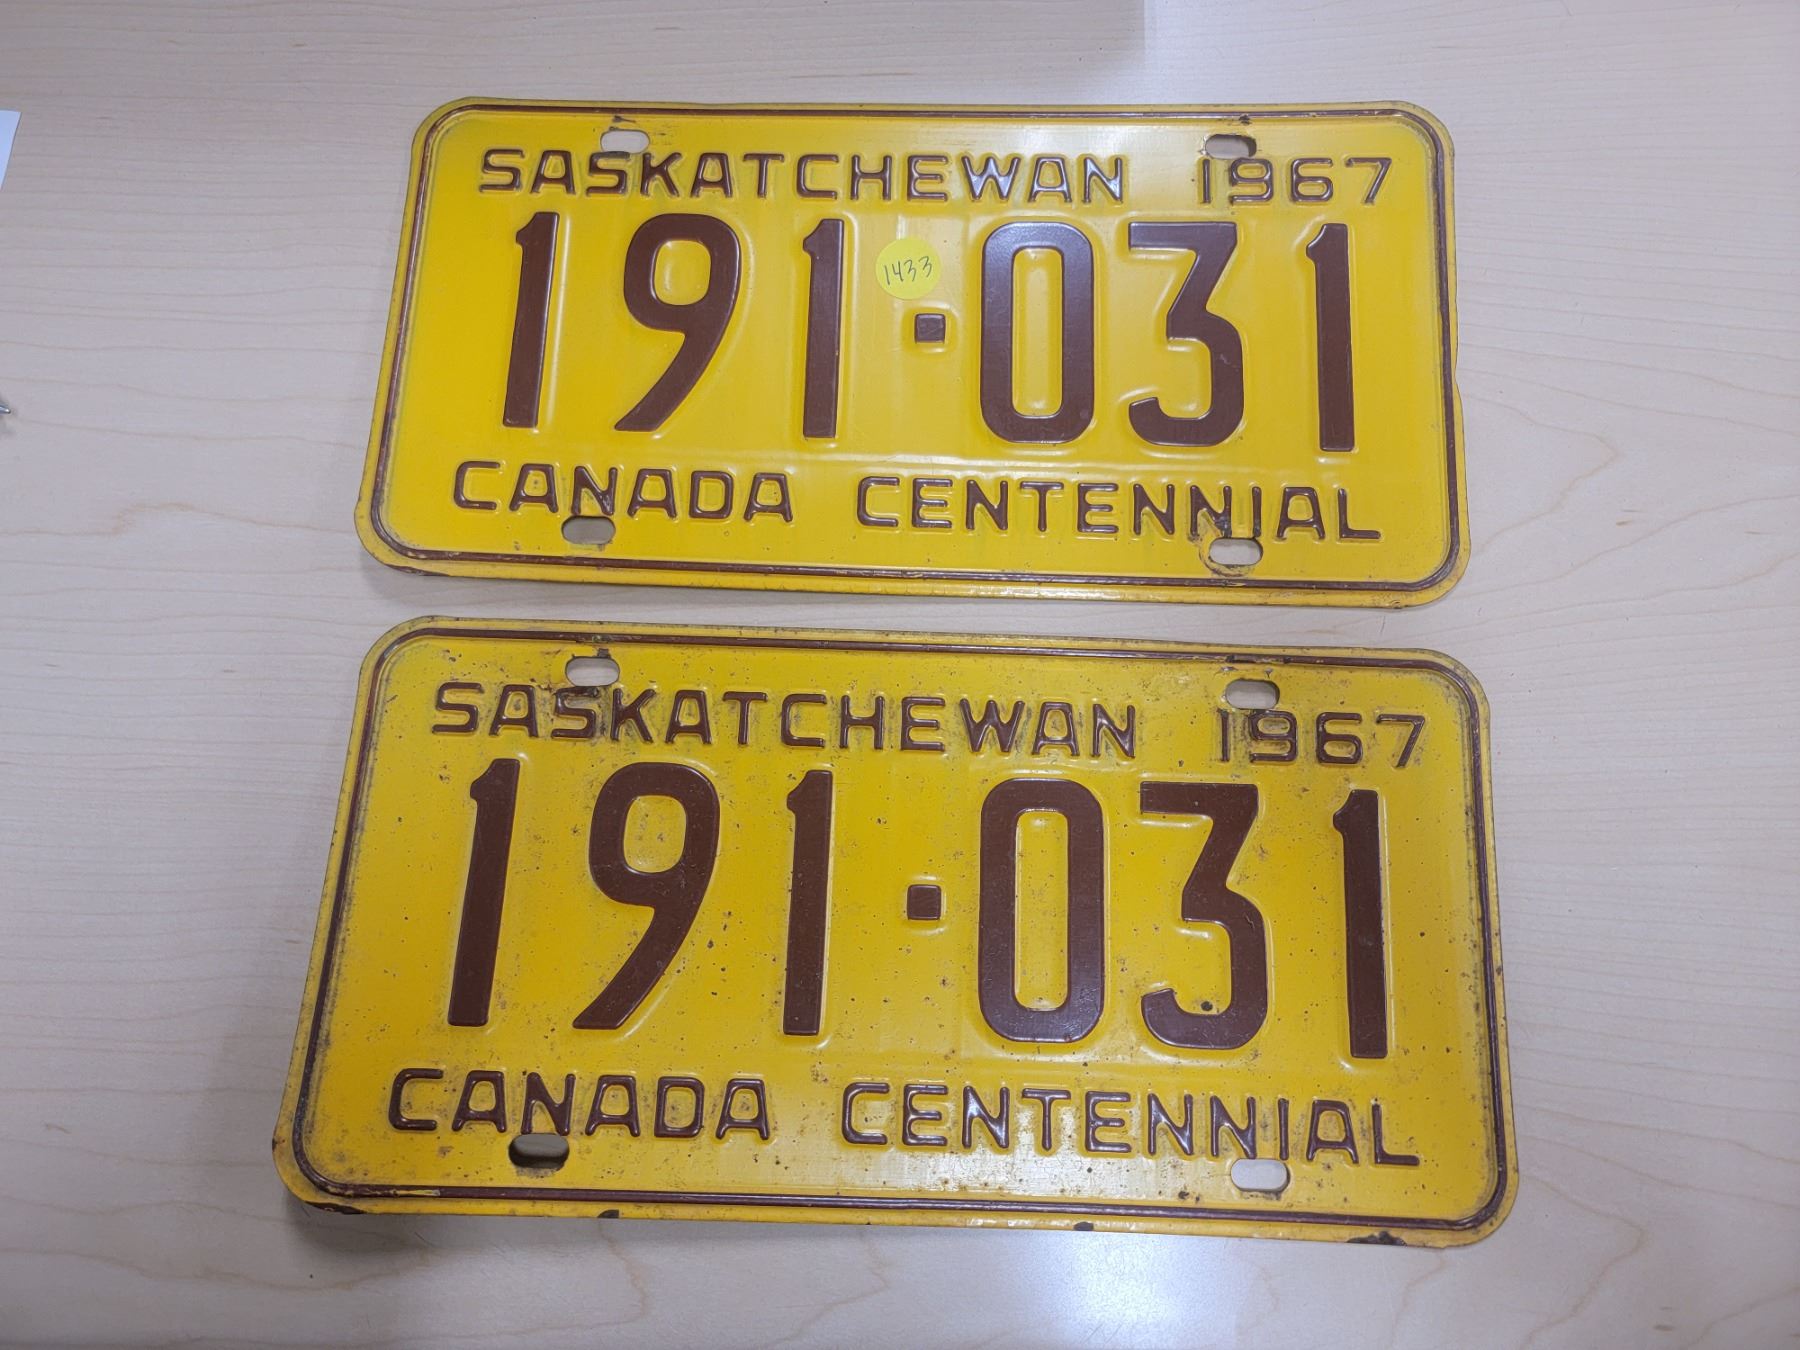 SASKATCHEWAN 1967
1433
191·031
CANADA CENTENNIAL
SASKATCHEWAN 1967
191·031
CANADA CENTENNIAL